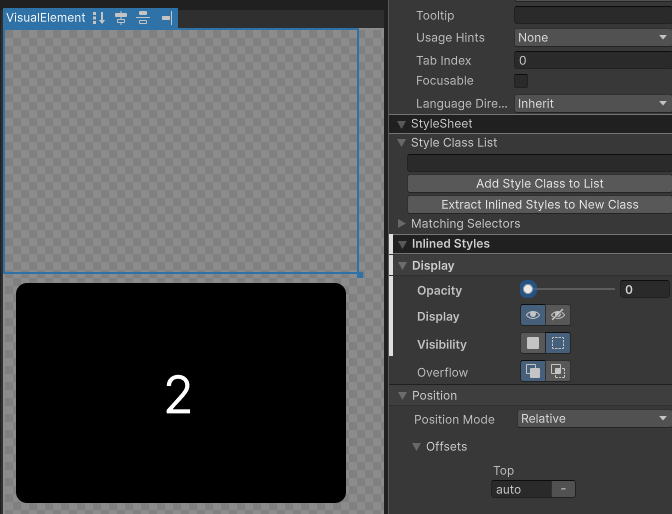 VisualElement
2
Tooltip
Usage Hints None
Tab Index 0
Focusable
Language Dire... Inherit
StyleSheet
Style Class List
Add Style Class to List
Extract Inlined Styles to New Class
Matching Selectors
Inlined Styles
Display
Opacity 0
Display
Visibility
Overflow
Position
Position Mode Relative
Offsets
Top
auto -